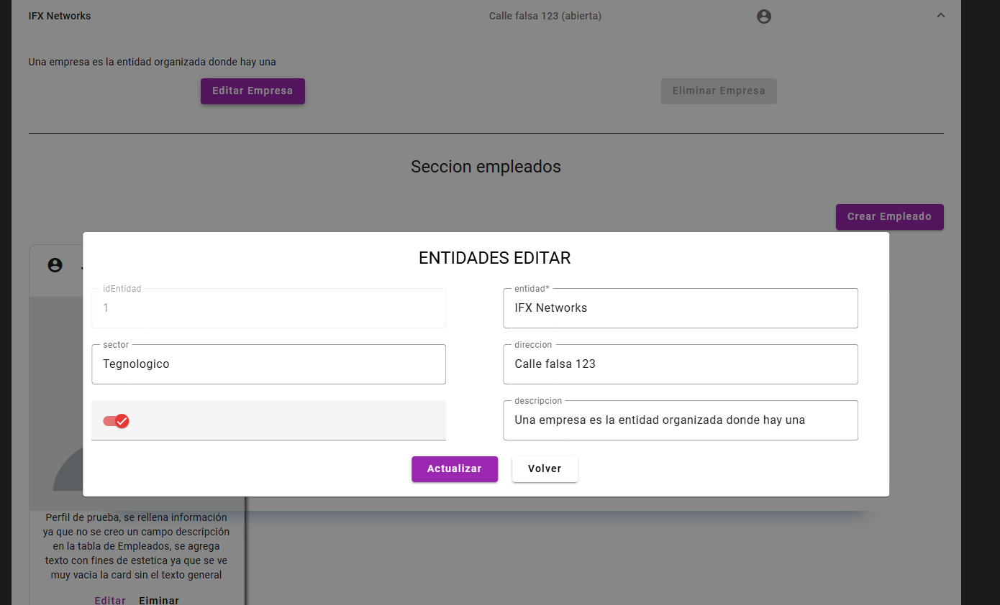 IFX Networks
Calle falsa 123 (abierta)
Una empresa es la entidad organizada donde hay una
Editar Empresa
Eliminar Empresa
Seccion empleados
Crear Empleado
ENTIDADES EDITAR
idEntidad
1
entidad*
IFX Networks
sector
Tegnologico
direccion
Calle falsa 123
descripcion
Una empresa es la entidad organizada donde hay una
Actualizar
Volver
Perfil de prueba, se rellena información
ya que no se creo un campo descripción
en la tabla de Empleados, se agrega
texto con fines de estetica ya que se ve
muy vacia la card sin el texto general
Editar
Eiminar